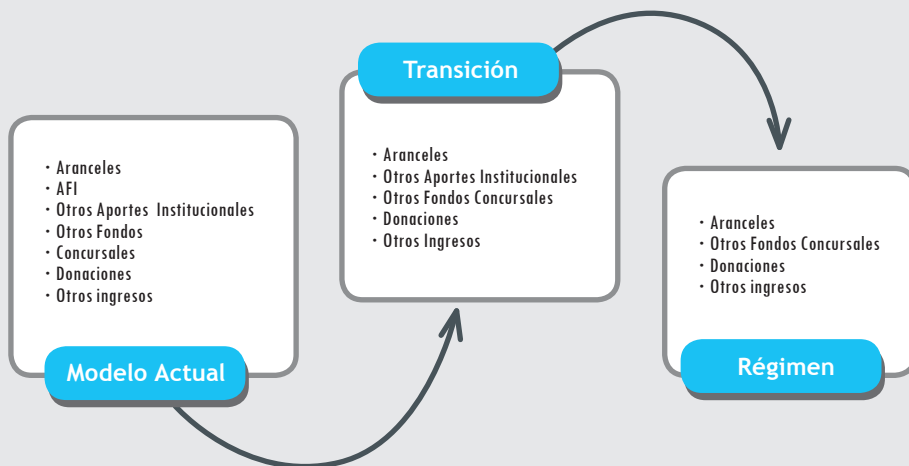 · Aranceles
· AFI
· Otros Aportes Institucionales
· Otros Fondos
· Concursales
· Donaciones
· Otros ingresos
Modelo Actual
Transición
· Aranceles
· Otros Aportes Institucionales
· Otros Fondos Concursales
· Donaciones
· Otros Ingresos
· Aranceles
· Otros Fondos Concursales
· Donaciones
· Otros ingresos
Régimen